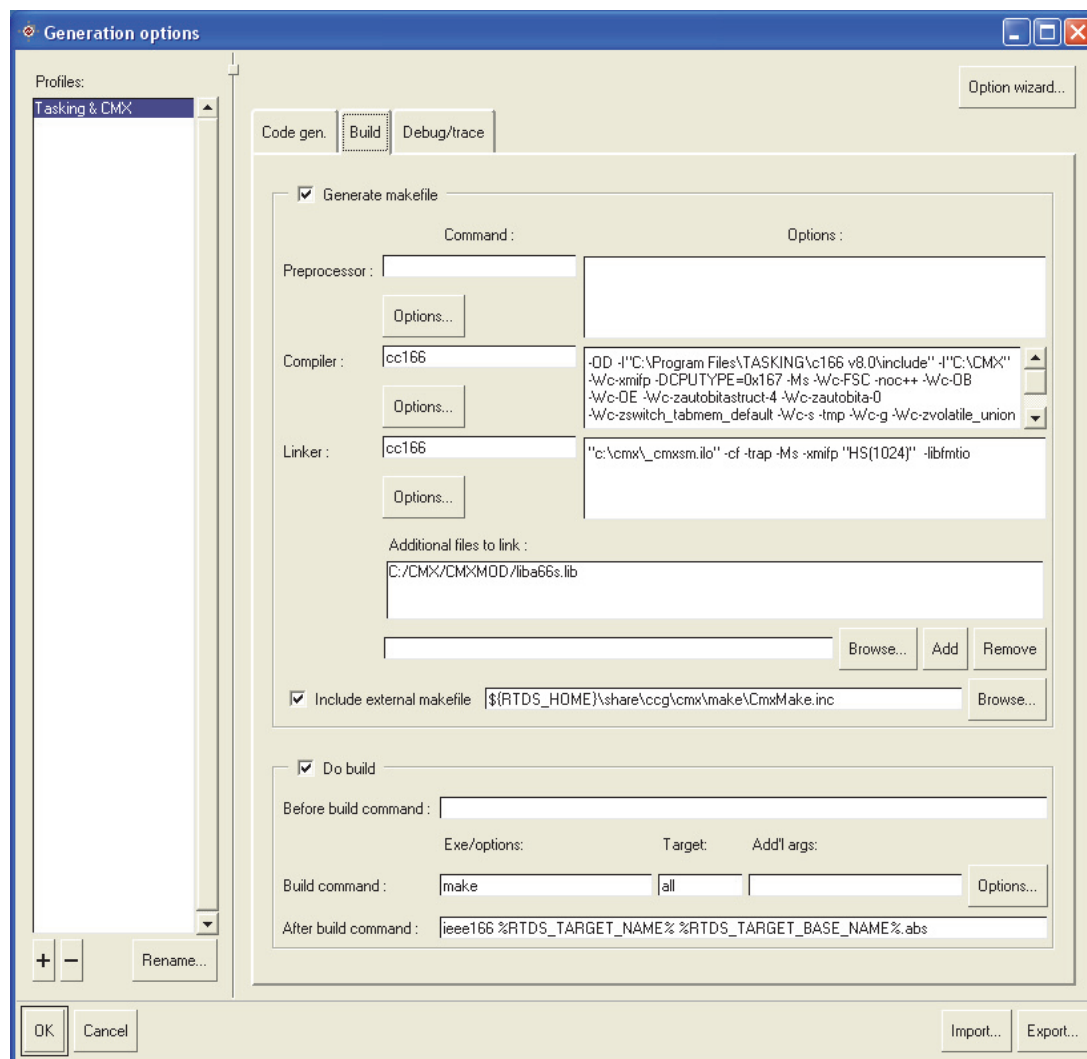 Generation options
Profiles:
Tasking & CMX
Option wizard...
Code gen.
Build
Debug/trace
Generate makefile
Command :
Options :
Preprocessor :
Options...
Compiler :
cc166
-OD -I"C:\Program Files\TASKING\c166 v8.0\include" -I"C:\CMX"
-Wc-xmifp -DCPUTYPE=0x167 -Ms -Wc-FSC -noc++ -Wc-OB
-Wc-OE -Wc-zautobitastruct-4 -Wc-zautobita-0
-Wc-zswitch_tabmem_default -Wc-s -tmp -Wc-g -Wc-zvolatile_union
Options...
Linker :
cc166
"c:\cmx\_cmxsm.ilo" -cf -trap -Ms -xmifp "HS(1024)"  -libfmtio
Options...
Additional files to link :
C:/CMX/CMXMOD/liba66s.lib
Browse...
Add
Remove
Include external makefile
${RTDS_HOME}\share\ccg\cmx\make\CmxMake.inc
Browse...
Do build
Before build command :
Exe/options:
Target:
Add'l args:
Build command :
make
all
Options...
After build command :
ieee166 %RTDS_TARGET_NAME% %RTDS_TARGET_BASE_NAME%.abs
+
−
Rename...
OK
Cancel
Import...
Export...